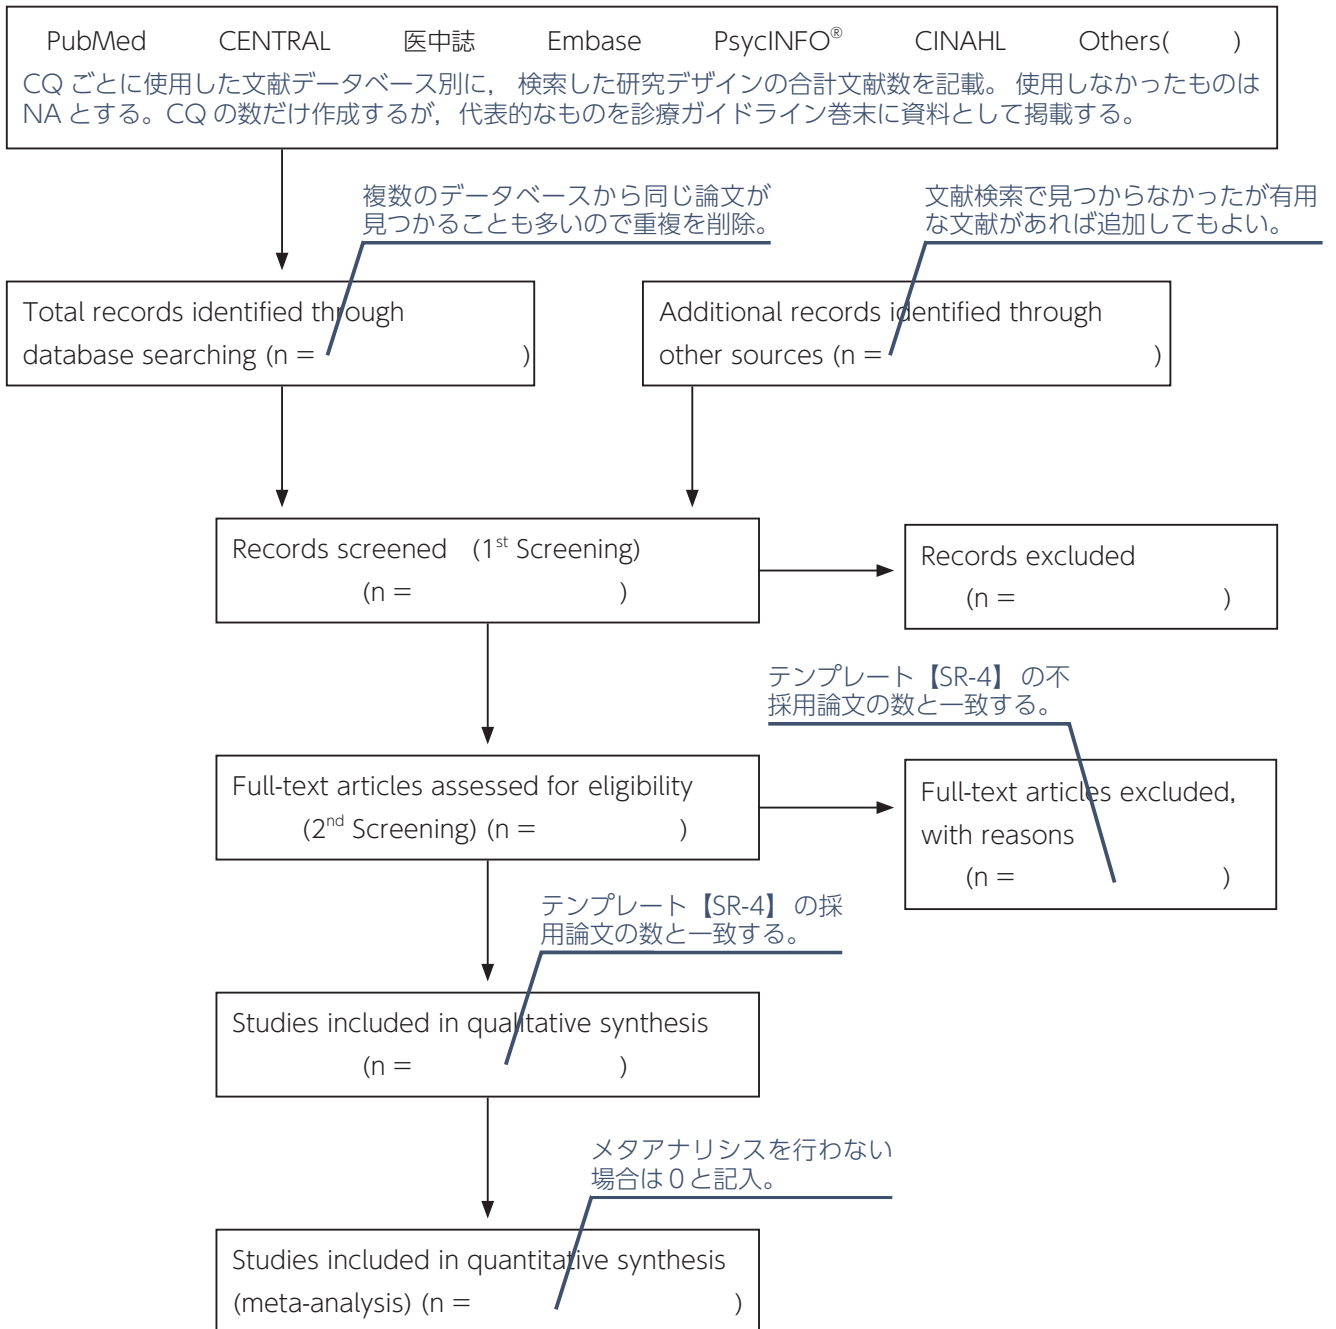 PubMed CENTRAL 医中誌 Embase PsycINFO® CINAHL Others( )
CQ ごとに使用した文献データベース別に， 検索した研究デザインの合計文献数を記載。 使用しなかったものは
NA とする。CQ の数だけ作成するが，代表的なものを診療ガイドライン巻末に資料として掲載する。
複数のデータベースから同じ論文が
見つかることも多いので重複を削除。
文献検索で見つからなかったが有用
な文献があれば追加してもよい。
Total records identified through
database searching (n = )
Additional records identified through
other sources (n = )
Records screened (1st Screening)
(n = )
Records excluded
(n = )
テンプレート【SR-4】 の不
採用論文の数と一致する。
Full-text articles assessed for eligibility
(2nd Screening) (n = )
Full-text articles excluded,
with reasons
(n = )
テンプレート【SR-4】 の採
用論文の数と一致する。
Studies included in qualitative synthesis
(n = )
メタアナリシスを行わない
場合は０と記入。
Studies included in quantitative synthesis
(meta-analysis) (n = )